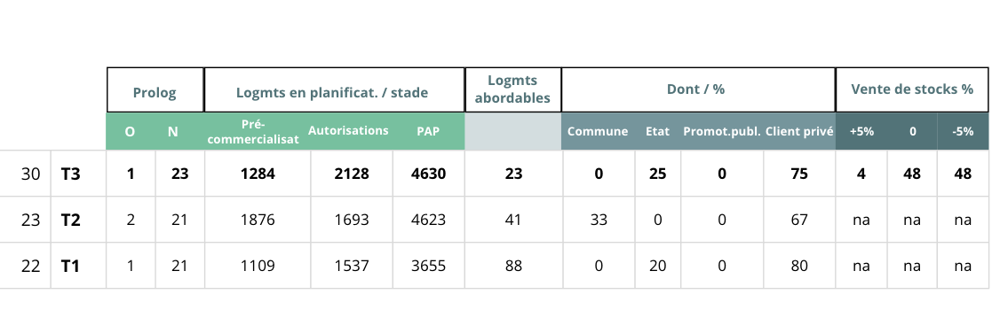 Prolog Logmts en planificat. / stade Logmts abordables Dont / % Vente de stocks %
O N Pré-commercialisat Autorisations PAP Commune Etat Promot.publ. Client privé +5% 0 -5%
30 T3 1 23 1284 2128 4630 23 0 25 0 75 4 48 48
23 T2 2 21 1876 1693 4623 41 33 0 0 67 na na na
22 T1 1 21 1109 1537 3655 88 0 20 0 80 na na na